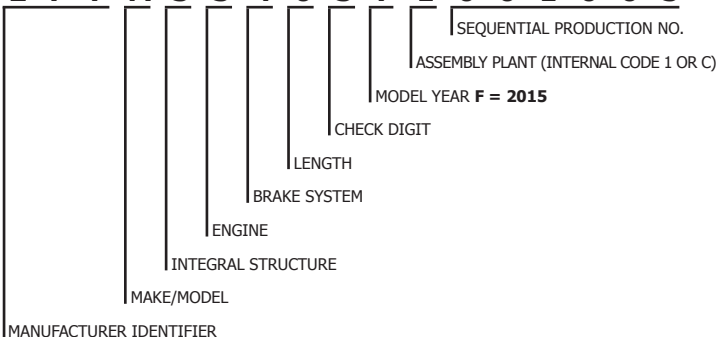 SEQUENTIAL PRODUCTION NO.
ASSEMBLY PLANT (INTERNAL CODE 1 OR C)
MODEL YEAR F = 2015
CHECK DIGIT
LENGTH
BRAKE SYSTEM
ENGINE
INTEGRAL STRUCTURE
MAKE/MODEL
MANUFACTURER IDENTIFIER